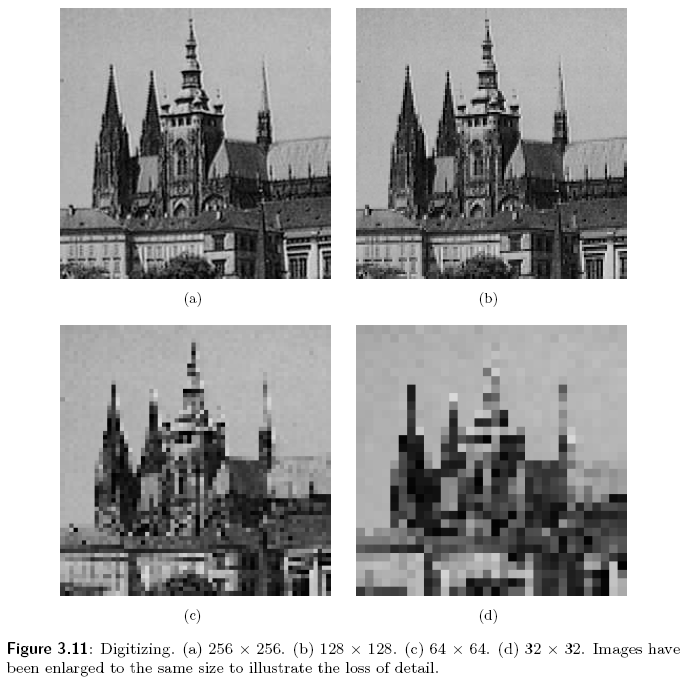 (a)
(b)
(c)
(d)
Figure 3.11: Digitizing. (a) 256 × 256. (b) 128 × 128. (c) 64 × 64. (d) 32 × 32. Images have
been enlarged to the same size to illustrate the loss of detail.